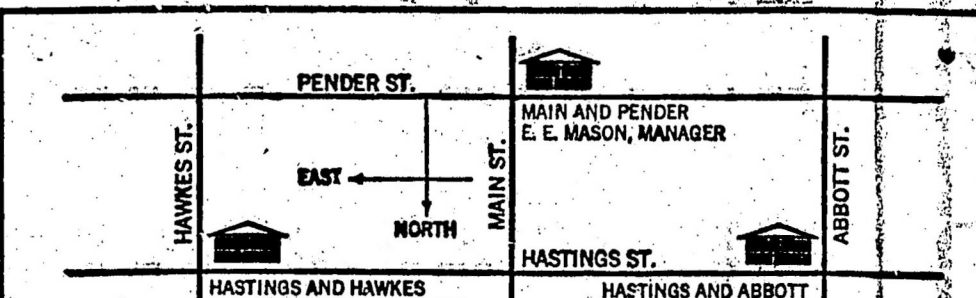 PENDER ST.
MAIN AND PENDER
E. E. MASON, MANAGER
HAWKES ST.
EAST
NORTH
MAIN ST.
ABBOTT ST.
HASTINGS ST.
HASTINGS AND HAWKES
HASTINGS AND ABBOTT